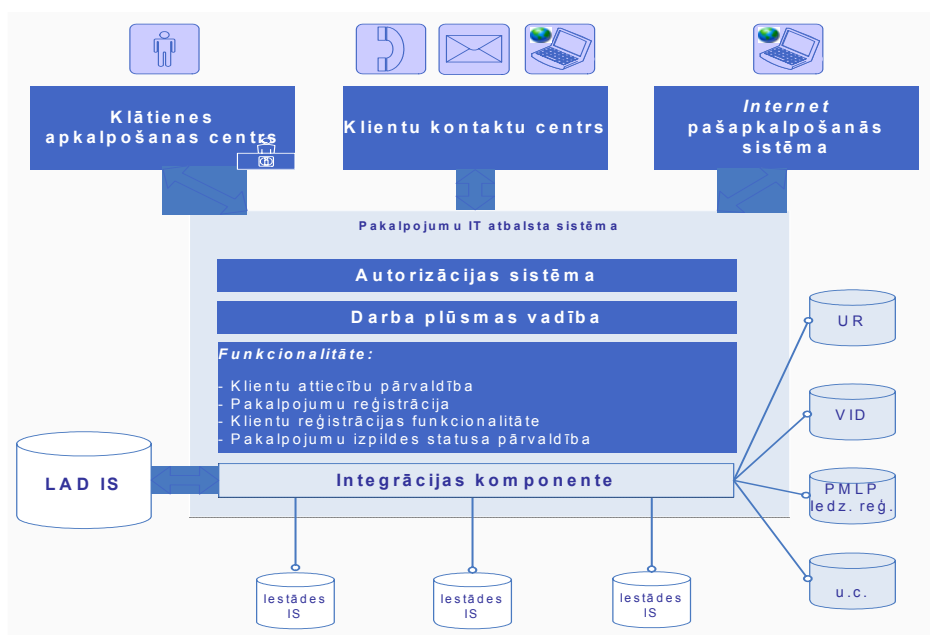 Klātienes
apkalpošanas centrs
Klientu kontaktu centrs
Internet
pašapkalpošanās
sistēma
Pakalpojumu IT atbalsta sistēma
Autorizācijas sistēma
Darba plūsmas vadība
Funkcionalitāte:
- Klientu attiecību pārvaldība
- Pakalpojumu reģistrācija
- Klientu reģistrācijas funkcionalitāte
- Pakalpojumu izpildes statusa pārvaldība
Integrācijas komponente
LAD IS
UR
VID
PMLP
Iedz. reģ.
u.c.
Iestādes
IS
Iestādes
IS
Iestādes
IS